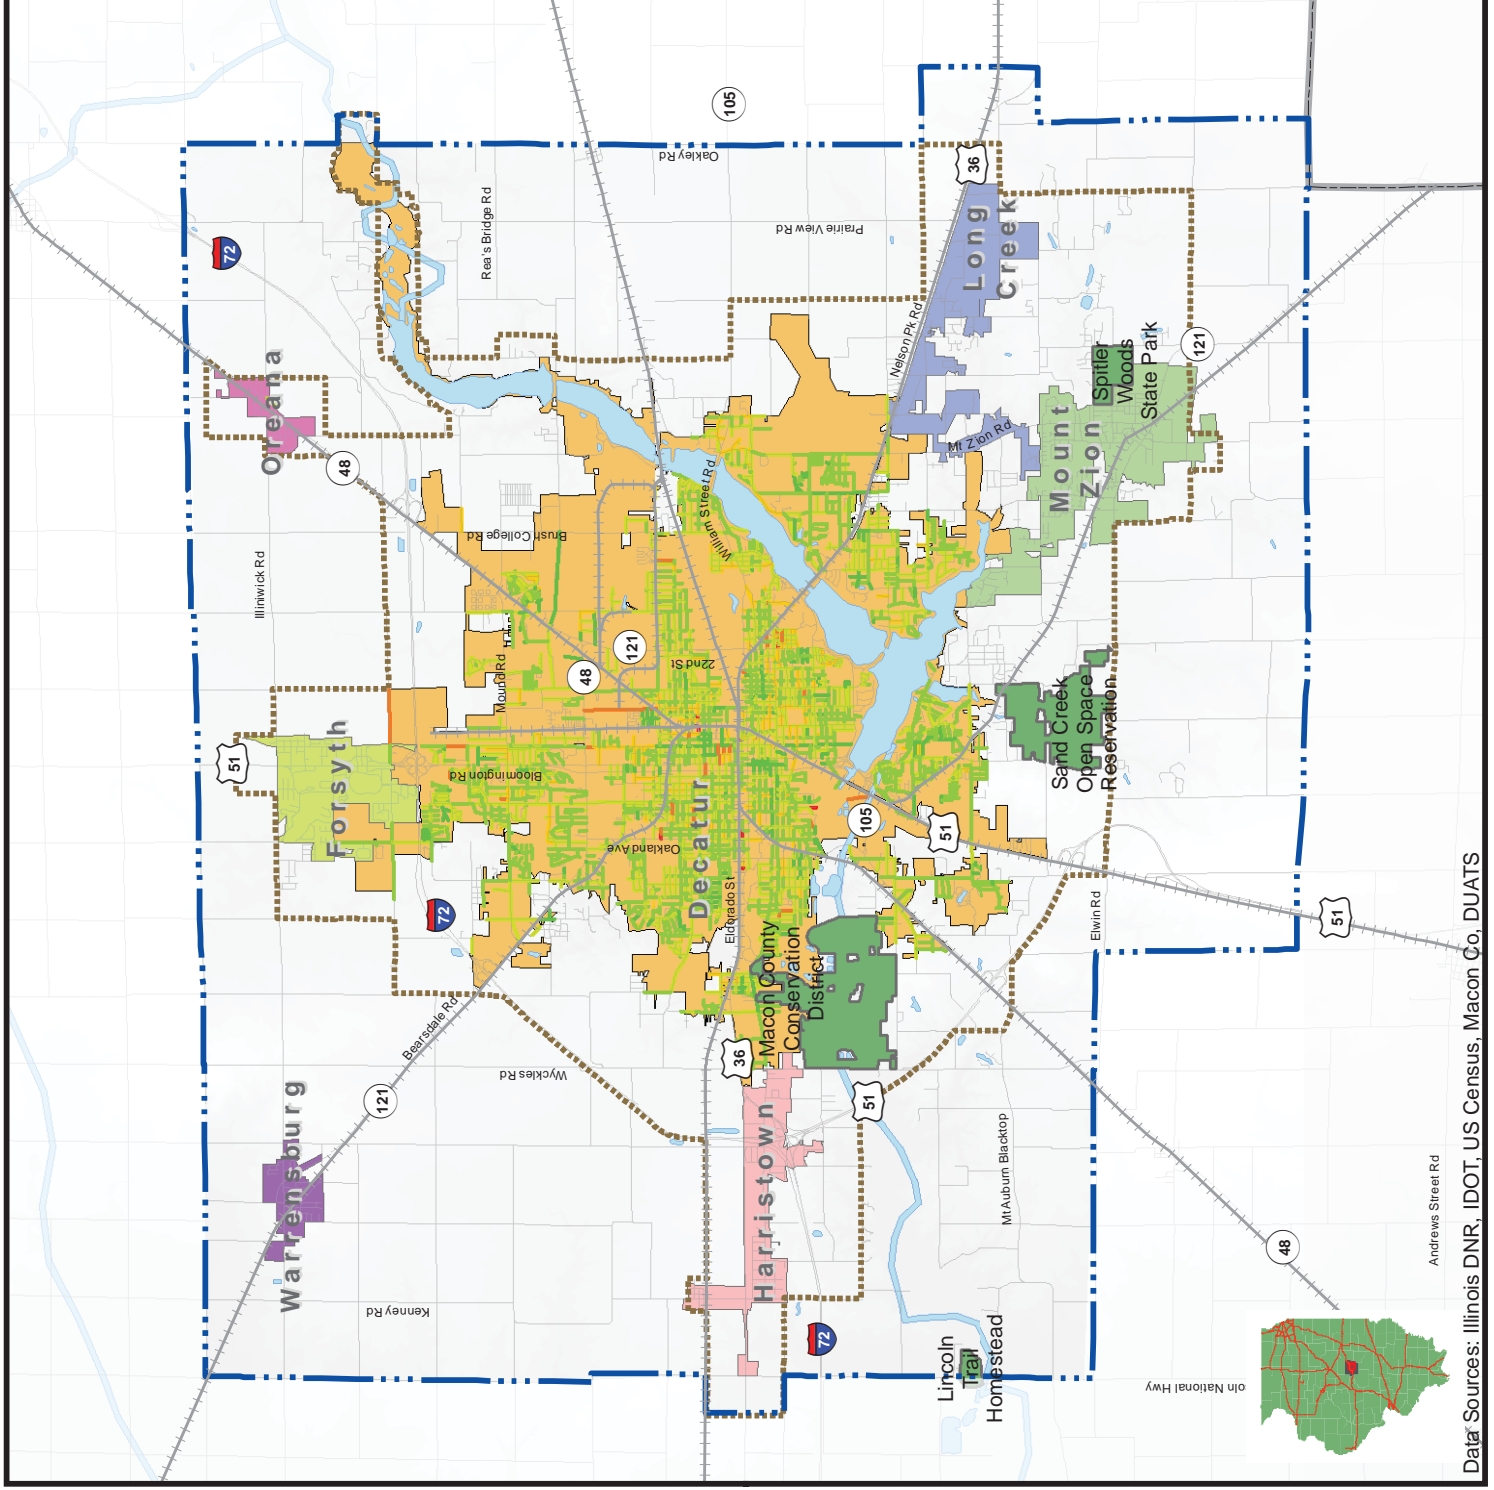 105
Oakley Rd
36
72
Rea's Bridge Rd
Prairie View Rd
Long
Creek
Nelson Pk Rd
121
Spitler
Woods
State Park
Oreana
48
Mt Zion Rd
Mount
Zion
William Street Rd
Brush College Rd
Illiniwick Rd
121
48
22nd St
Mound Rd
Sand Creek
Open Space
Reservation
51
Forsyth
Bloomington Rd
Decatur
Oakland Ave
105
51
72
Eldorado St
Elwin Rd
51
Macon County
Conservation
District
Bearsdale Rd
36
Wyckles Rd
121
51
Warrensburg
Harristown
Mt Auburn Blacktop
Andrews Street Rd
48
Kenney Rd
72
Lincoln
Trail
Homestead
oln National Hwy
Data Sources: Illinois DNR, IDOT, US Census, Macon Co, DUATS